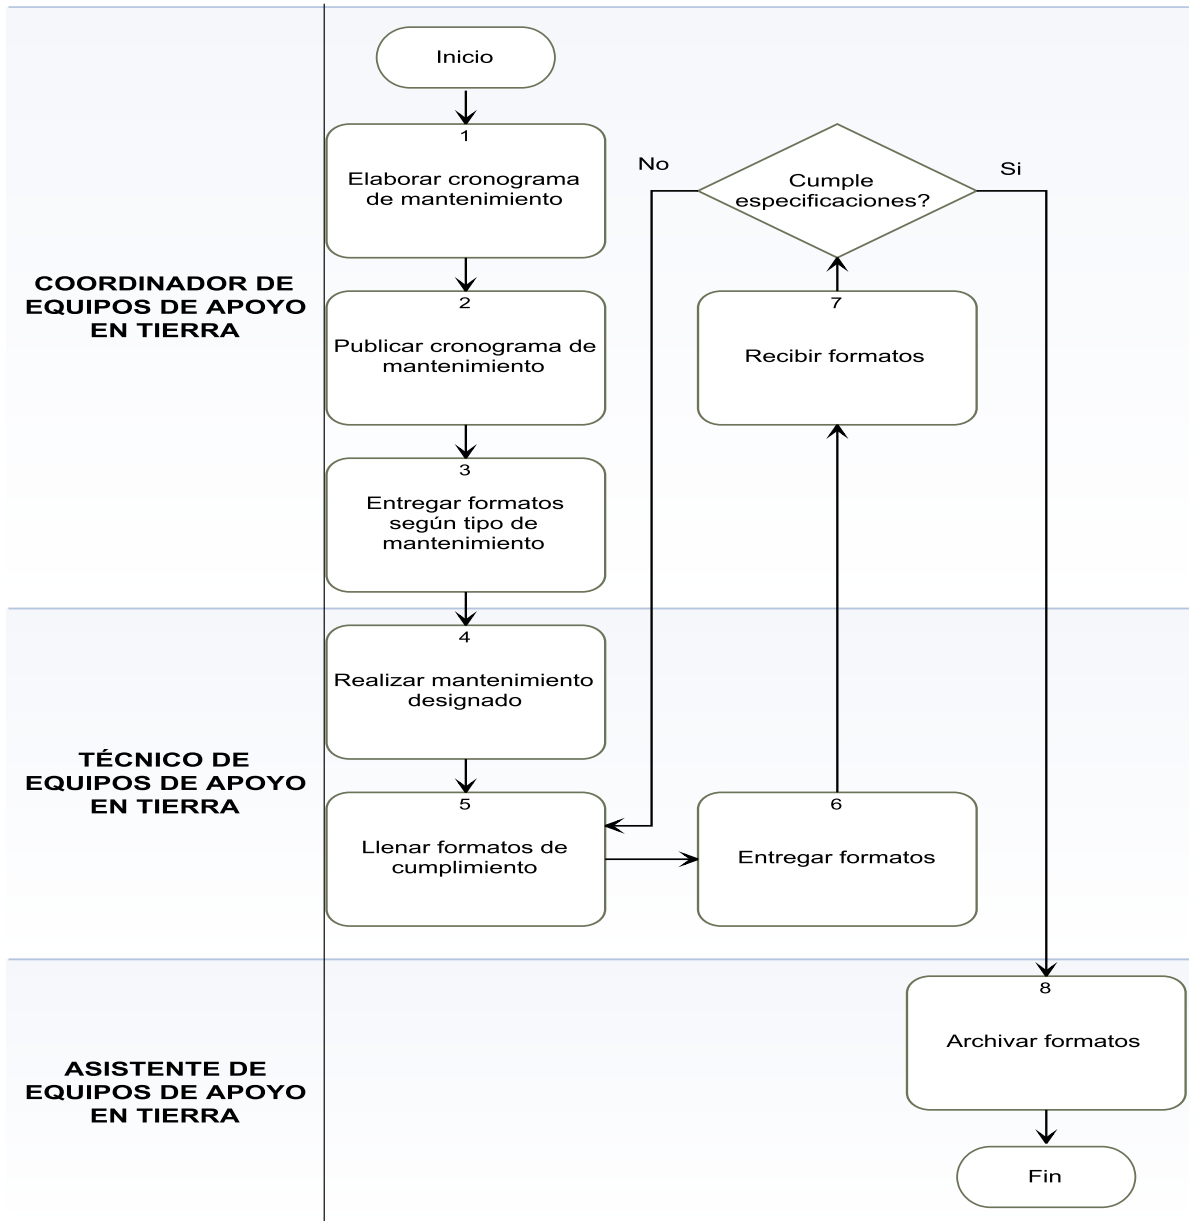 Inicio
1
Elaborar cronograma
de mantenimiento
No
Cumple
especificaciones?
Si
COORDINADOR DE
EQUIPOS DE APOYO
EN TIERRA
2
Publicar cronograma de
mantenimiento
7
Recibir formatos
3
Entregar formatos
según tipo de
mantenimiento
4
Realizar mantenimiento
designado
TÉCNICO DE
EQUIPOS DE APOYO
EN TIERRA
5
Llenar formatos de
cumplimiento
6
Entregar formatos
8
Archivar formatos
ASISTENTE DE
EQUIPOS DE APOYO
EN TIERRA
Fin